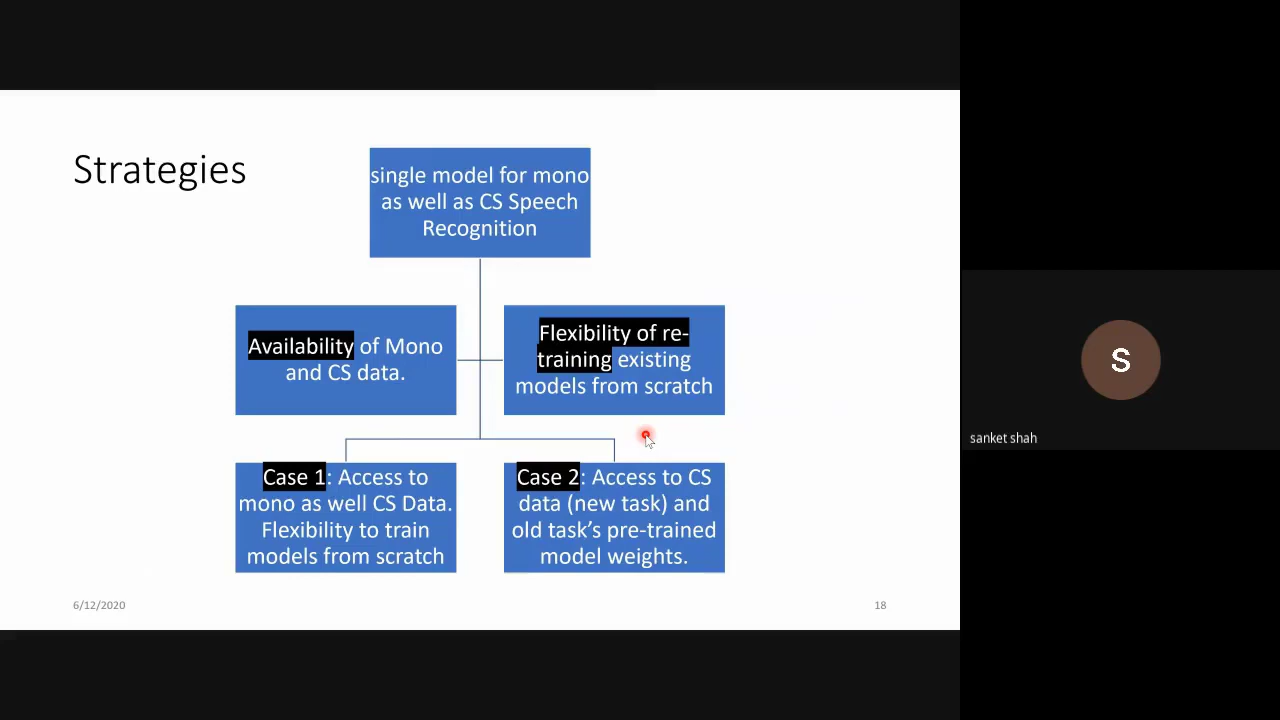 Strategies
single model for mono
as well as CS Speech
Recognition
Availability of Mono
and CS data.
Flexibility of re-
training existing
models from scratch
Case 1: Access to
mono as well CS Data.
Flexibility to train
models from scratch
Case 2: Access to CS
data (new task) and
old task's pre-trained
model weights.
6/12/2020
18
S
sanket shah